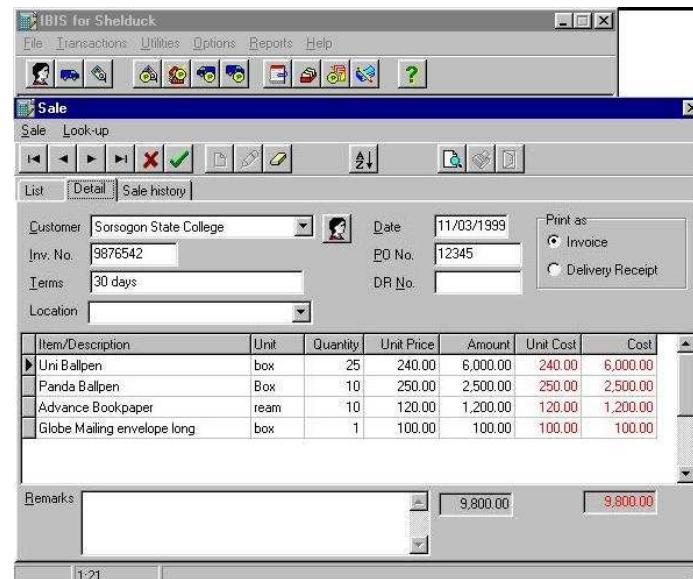 IBIS for Shelduck
File Transactions Utilities Options Reports Help
?
Sale
Sale Look-up
A Z
List Detail Sale history
Customer Sorsogon State College Date 11/03/1999 Print as
Inv. No. 9876542 PO No. 12345 Invoice
Terms 30 days DR No. Delivery Receipt
Location
Item/Description Unit Quantity Unit Price Amount Unit Cost Cost
Uni Ballpen box 25 240.00 6,000.00 240.00 6,000.00
Panda Ballpen Box 10 250.00 2,500.00 250.00 2,500.00
Advance Bookpaper ream 10 120.00 1,200.00 120.00 1,200.00
Globe Mailing envelope long box 1 100.00 100.00 100.00 100.00
Remarks 9,800.00 9,800.00
1:21